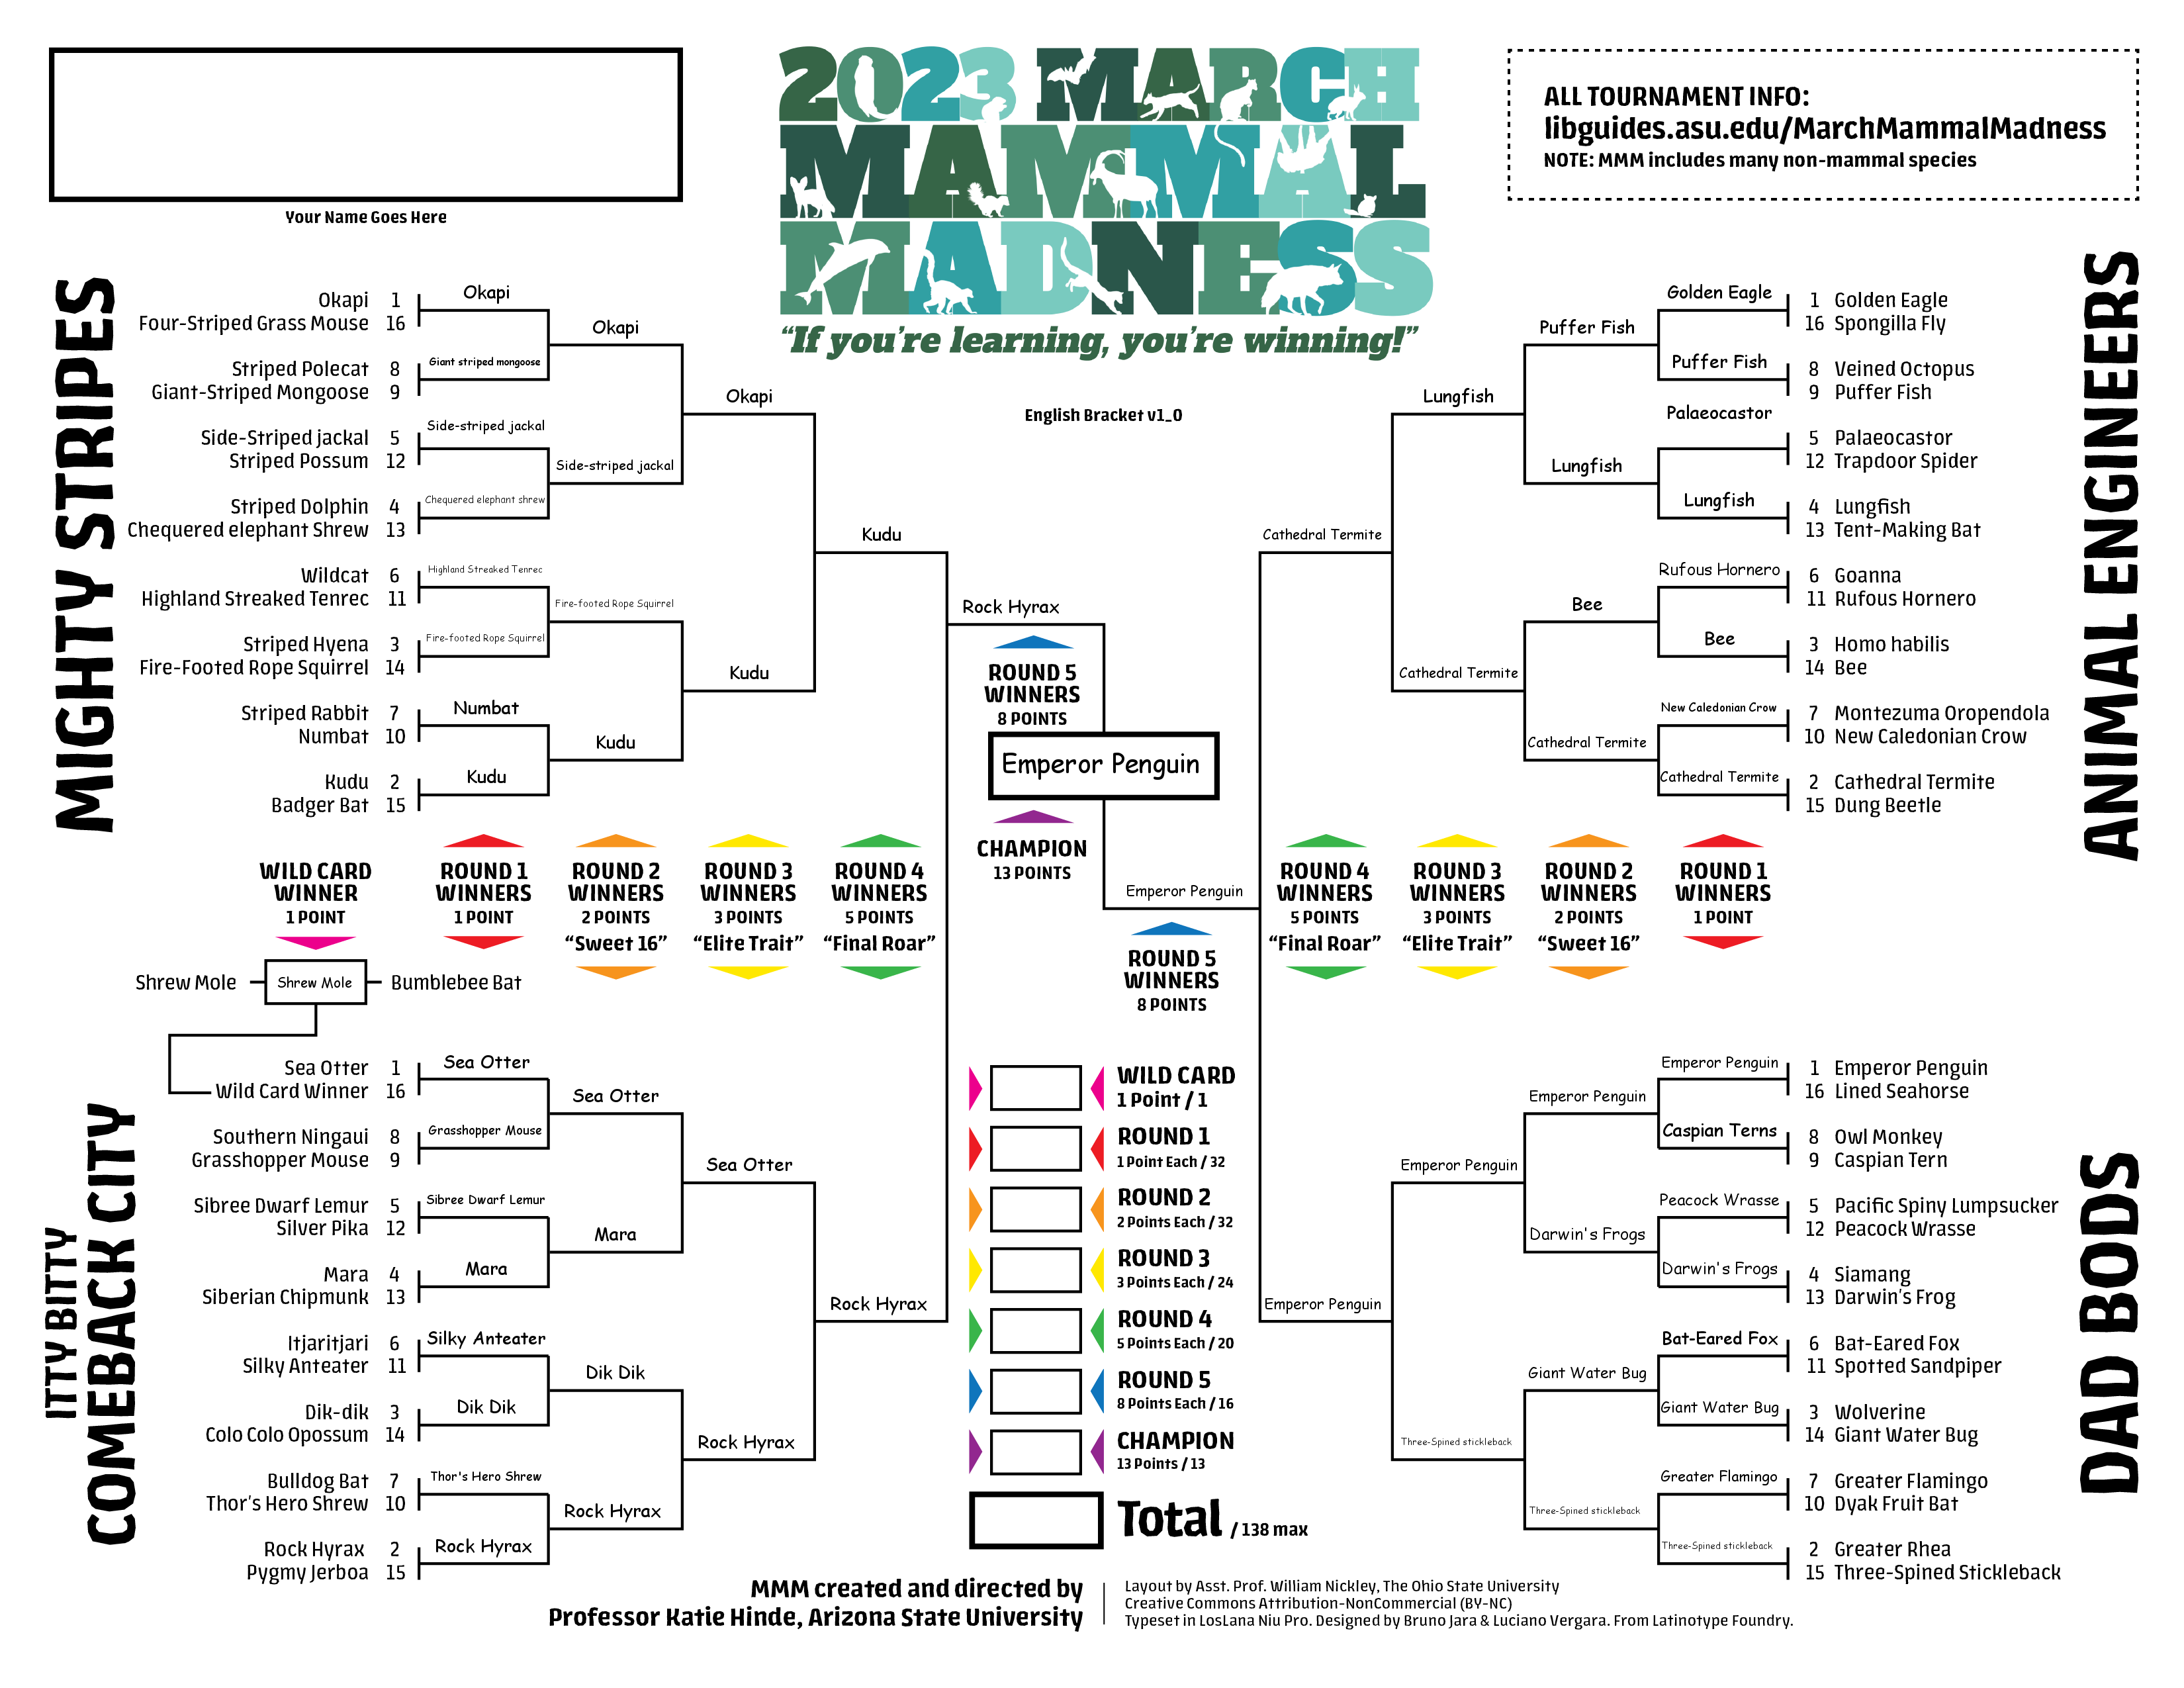 2023 MARCH
MAMMAL
MADNESS
"If you're learning, you're winning!"
English Bracket v1_0
Your Name Goes Here
ALL TOURNAMENT INFO:
libguides.asu.edu/MarchMammalMadness
NOTE: MMM includes many non-mammal species
MIGHTY STRIPES
Okapi 1
Four-Striped Grass Mouse 16
Striped Polecat 8
Giant-Striped Mongoose 9
Side-Striped jackal 5
Striped Possum 12
Striped Dolphin 4
Chequered elephant Shrew 13
Wildcat 6
Highland Streaked Tenrec 11
Striped Hyena 3
Fire-Footed Rope Squirrel 14
Striped Rabbit 7
Numbat 10
Kudu 2
Badger Bat 15
Okapi
Giant striped mongoose
Side-striped jackal
Chequered elephant shrew
Highland Streaked Tenrec
Fire-footed Rope Squirrel
Numbat
Kudu
Okapi
Side-striped jackal
Fire-footed Rope Squirrel
Kudu
Okapi
Kudu
Kudu
Rock Hyrax
ROUND 5
WINNERS
8 POINTS
Emperor Penguin
CHAMPION
13 POINTS
Emperor Penguin
ROUND 5
WINNERS
8 POINTS
ANIMAL ENGINEERS
1 Golden Eagle
16 Spongilla Fly
8 Veined Octopus
9 Puffer Fish
5 Palaeocastor
12 Trapdoor Spider
4 Lungfish
13 Tent-Making Bat
6 Goanna
11 Rufous Hornero
3 Homo habilis
14 Bee
7 Montezuma Oropendola
10 New Caledonian Crow
2 Cathedral Termite
15 Dung Beetle
Golden Eagle
Puffer Fish
Palaeocastor
Lungfish
Rufous Hornero
Bee
New Caledonian Crow
Cathedral Termite
Puffer Fish
Lungfish
Bee
Cathedral Termite
Lungfish
Cathedral Termite
Cathedral Termite
WILD CARD
WINNER
1 POINT
ROUND 1
WINNERS
1 POINT
ROUND 2
WINNERS
2 POINTS
"Sweet 16"
ROUND 3
WINNERS
3 POINTS
"Elite Trait"
ROUND 4
WINNERS
5 POINTS
"Final Roar"
ROUND 4
WINNERS
5 POINTS
"Final Roar"
ROUND 3
WINNERS
3 POINTS
"Elite Trait"
ROUND 2
WINNERS
2 POINTS
"Sweet 16"
ROUND 1
WINNERS
1 POINT
Shrew Mole
Shrew Mole
Bumblebee Bat
ITTY BITTY
COMEBACK CITY
Sea Otter 1
Wild Card Winner 16
Southern Ningaui 8
Grasshopper Mouse 9
Sibree Dwarf Lemur 5
Silver Pika 12
Mara 4
Siberian Chipmunk 13
Itjaritjari 6
Silky Anteater 11
Dik-dik 3
Colo Colo Opossum 14
Bulldog Bat 7
Thor's Hero Shrew 10
Rock Hyrax 2
Pygmy Jerboa 15
Sea Otter
Grasshopper Mouse
Sibree Dwarf Lemur
Mara
Silky Anteater
Dik Dik
Thor's Hero Shrew
Rock Hyrax
Sea Otter
Mara
Dik Dik
Rock Hyrax
Sea Otter
Rock Hyrax
Rock Hyrax
WILD CARD
1 Point / 1
ROUND 1
1 Point Each / 32
ROUND 2
2 Points Each / 32
ROUND 3
3 Points Each / 24
ROUND 4
5 Points Each / 20
ROUND 5
8 Points Each / 16
CHAMPION
13 Points / 13
Total / 138 max
DAD BODS
1 Emperor Penguin
16 Lined Seahorse
8 Owl Monkey
9 Caspian Tern
5 Pacific Spiny Lumpsucker
12 Peacock Wrasse
4 Siamang
13 Darwin's Frog
6 Bat-Eared Fox
11 Spotted Sandpiper
3 Wolverine
14 Giant Water Bug
7 Greater Flamingo
10 Dyak Fruit Bat
2 Greater Rhea
15 Three-Spined Stickleback
Emperor Penguin
Caspian Terns
Peacock Wrasse
Darwin's Frogs
Bat-Eared Fox
Giant Water Bug
Greater Flamingo
Three-Spined stickleback
Emperor Penguin
Darwin's Frogs
Giant Water Bug
Three-Spined stickleback
Emperor Penguin
Three-Spined stickleback
Emperor Penguin
MMM created and directed by
Professor Katie Hinde, Arizona State University
Layout by Asst. Prof. William Nickley, The Ohio State University
Creative Commons Attribution-NonCommercial (BY-NC)
Typeset in LosLana Niu Pro. Designed by Bruno Jara & Luciano Vergara. From Latinotype Foundry.